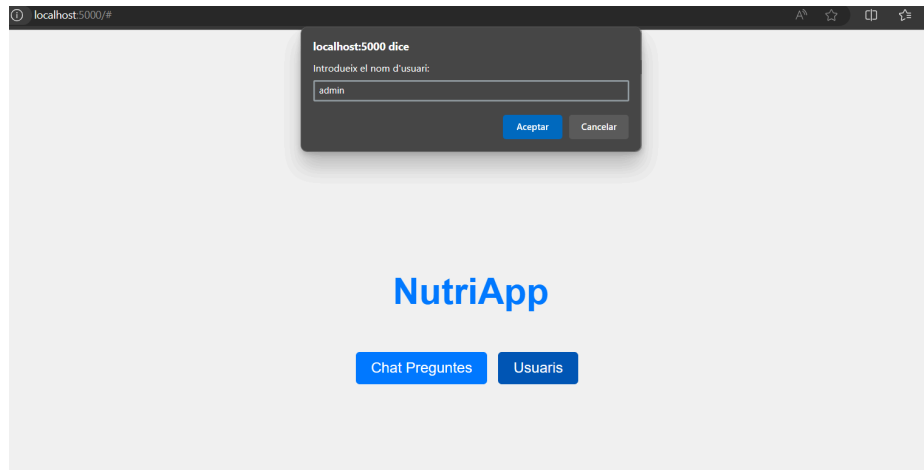 localhost:5000/#
localhost:5000 dice
Introdueix el nom d'usuari:
admin
Aceptar Cancelar
NutriApp
Chat Preguntes Usuaris